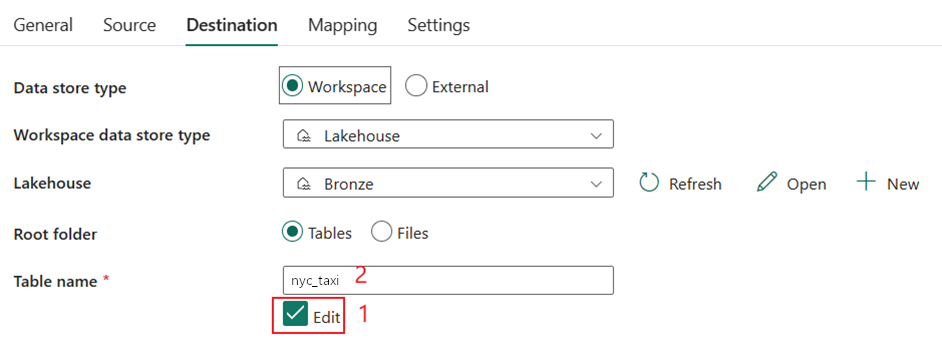 General Source Destination Mapping Settings
Data store type Workspace External
Workspace data store type Lakehouse
Lakehouse Bronze Refresh Open New
Root folder Tables Files
Table name * nyc_taxi 2
Edit 1